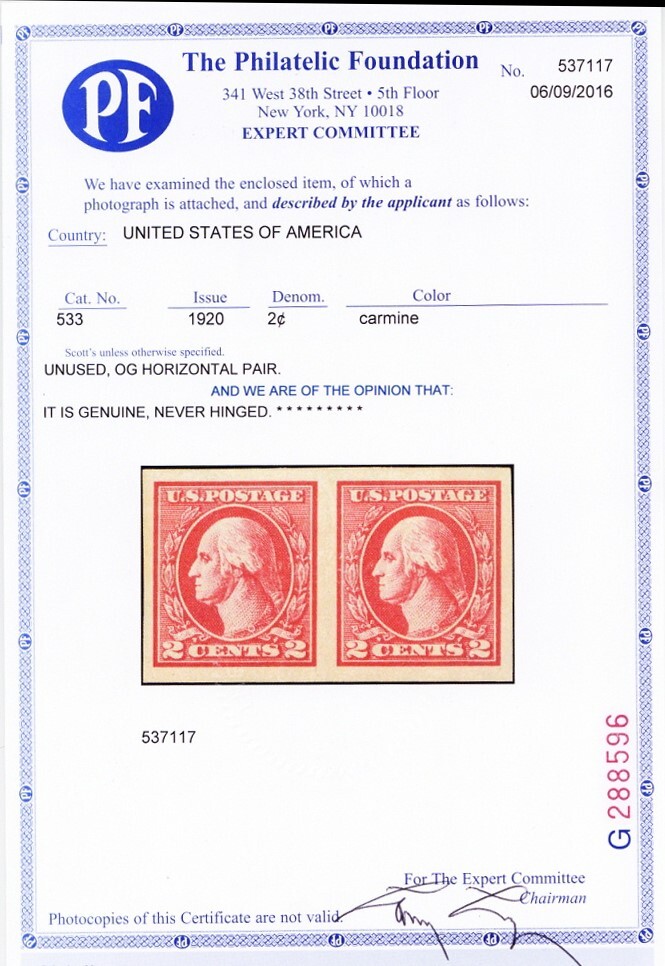 PF
The Philatelic Foundation
No. 537117
341 West 38th Street • 5th Floor
06/09/2016
New York, NY 10018
EXPERT COMMITTEE
We have examined the enclosed item, of which a
photograph is attached, and described by the applicant as follows:
Country: UNITED STATES OF AMERICA
Cat. No. Issue Denom. Color
533 1920 2¢ carmine
Scott's unless otherwise specified.
UNUSED, OG HORIZONTAL PAIR.
AND WE ARE OF THE OPINION THAT:
IT IS GENUINE, NEVER HINGED. * * * * * * * * *
U.S.POSTAGE U.S.POSTAGE
2 CENTS 2 2 CENTS 2
537117
G 288596
For The Expert Committee
Chairman
Photocopies of this Certificate are not valid.